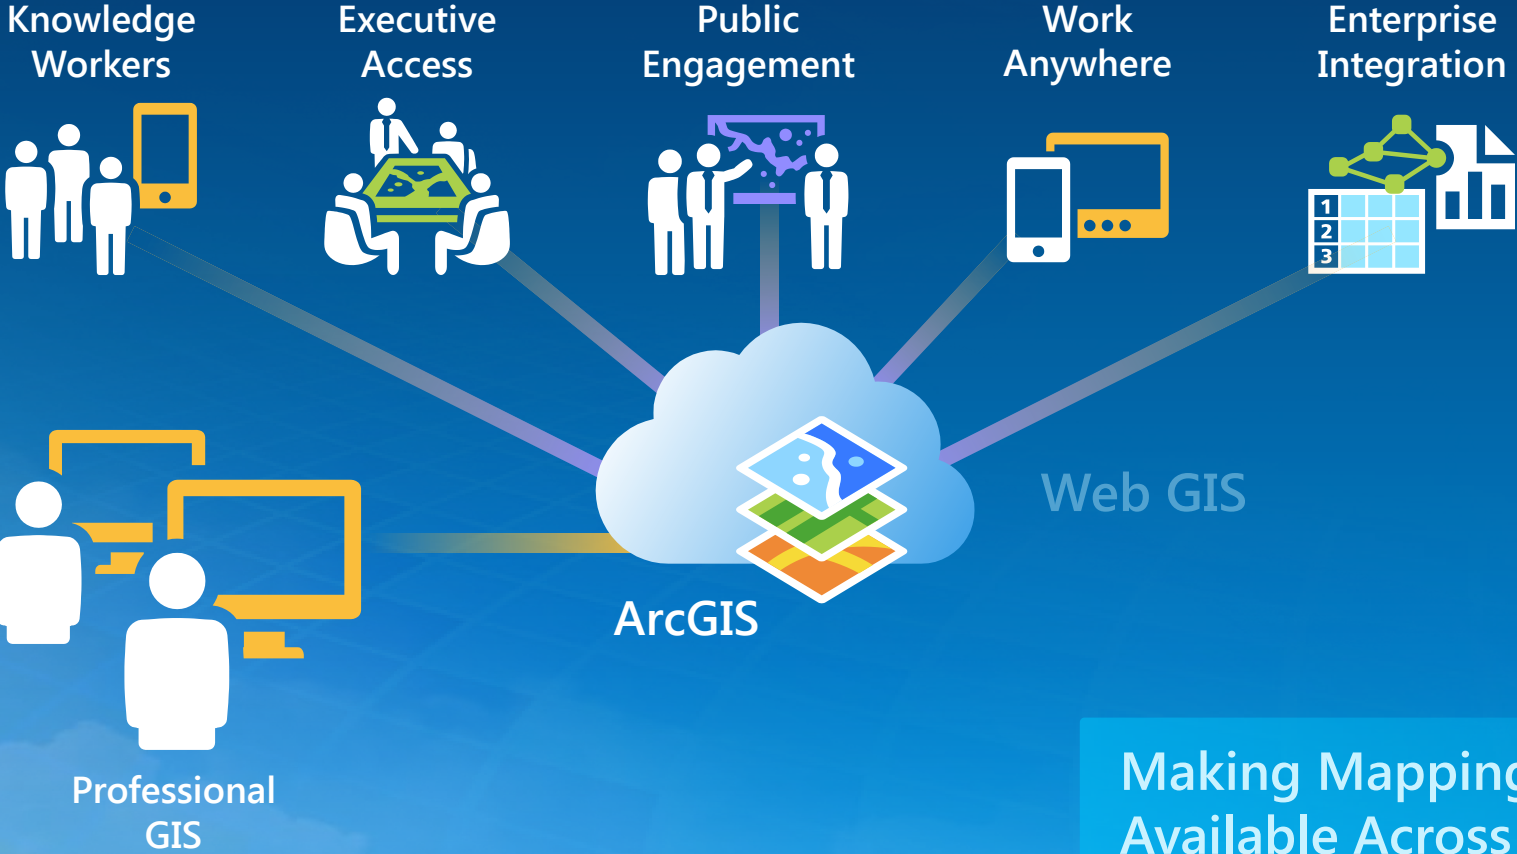 Knowledge
Workers
Executive
Access
Public
Engagement
Work
Anywhere
Enterprise
Integration
1
2
3
Web GIS
ArcGIS
Professional
GIS
Making Mapping
Available Across